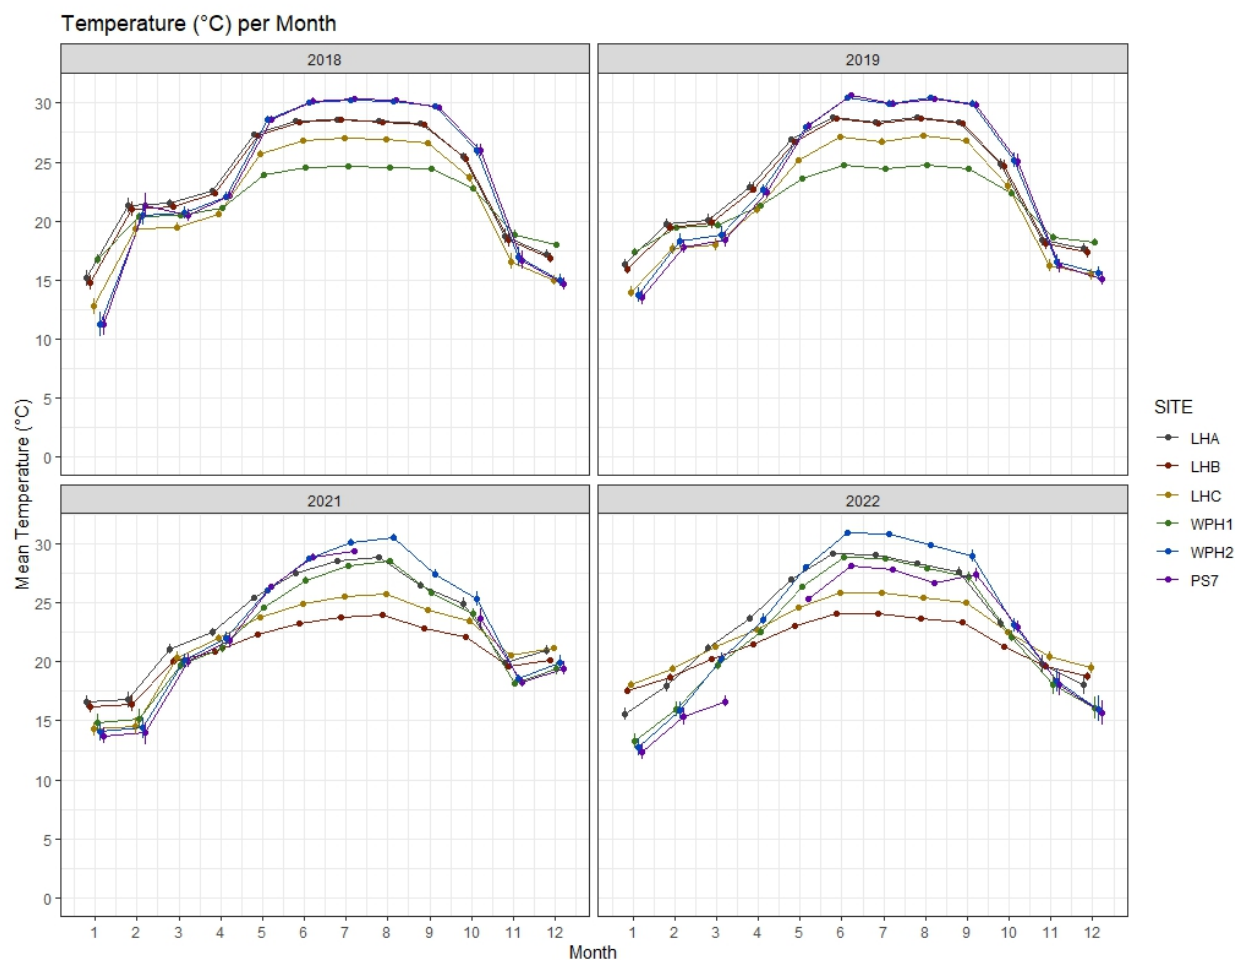 Temperature (°C) per Month
2018
2019
30
25
20
15
10
5
0
2021
2022
30
25
20
15
10
5
0
1 2 3 4 5 6 7 8 9 10 11 12
1 2 3 4 5 6 7 8 9 10 11 12
Month
Mean Temperature (°C)
SITE
LHA
LHB
LHC
WPH1
WPH2
PS7